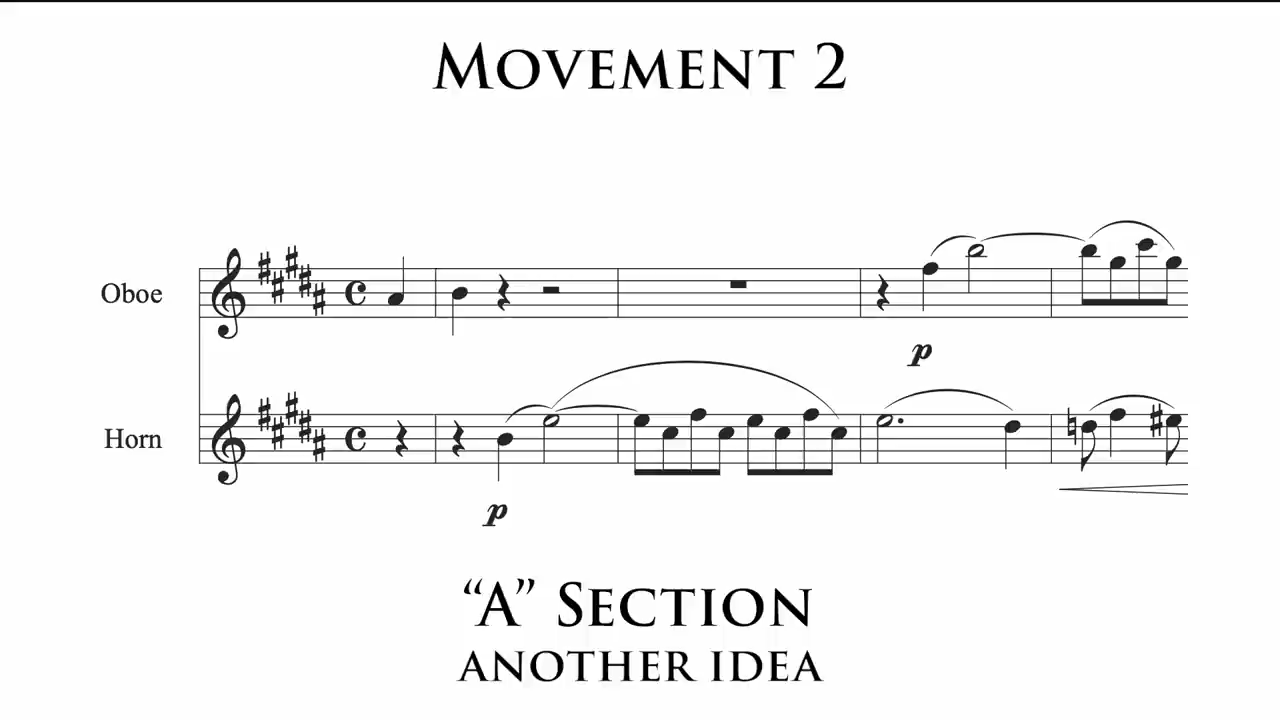 MOVEMENT 2
Oboe
p
Horn
p
“A” SECTION
ANOTHER IDEA